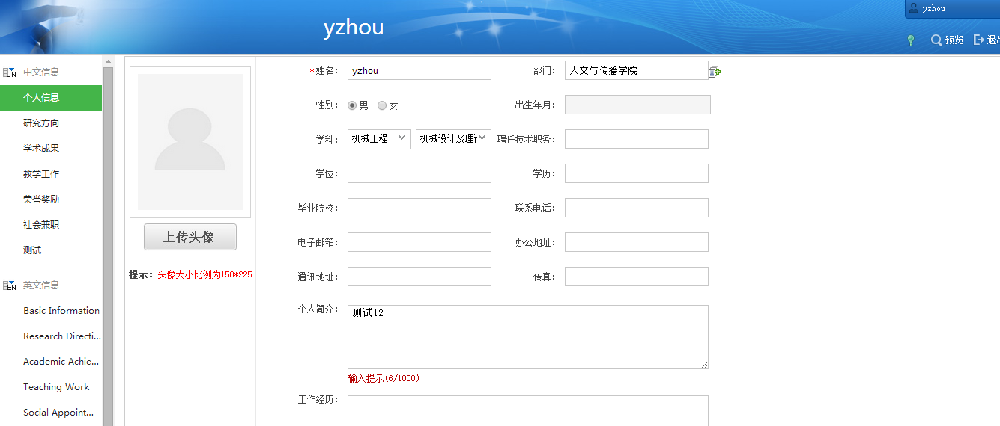 yzhou
yzhou
预览
退出
CN 中文信息
个人信息
研究方向
学术成果
教学工作
荣誉奖励
社会兼职
测试
EN 英文信息
Basic Information
Research Directi...
Academic Achie...
Teaching Work
Social Appoint...
上传头像
提示：头像大小比例为150*225
*姓名： yzhou 部门： 人文与传播学院
性别： 男 女 出生年月：
学科： 机械工程 机械设计及理 聘任技术职务：
学位： 学历：
毕业院校： 联系电话：
电子邮箱： 办公地址：
通讯地址： 传真：
个人简介： 测试12
输入提示(6/1000)
工作经历：